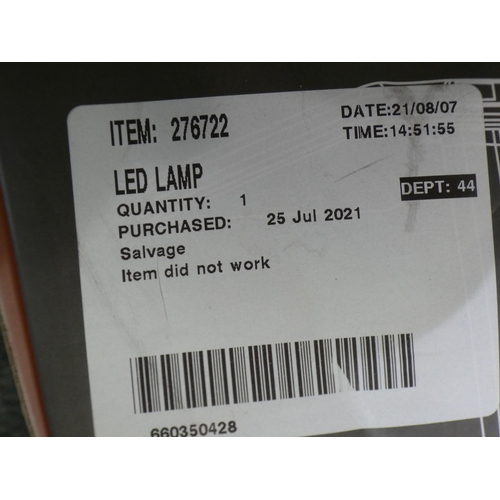 ITEM: 276722
DATE:21/08/07
TIME:14:51:55
LED LAMP
DEPT: 44
QUANTITY: 1
PURCHASED: 25 Jul 2021
Salvage
Item did not work
660350428